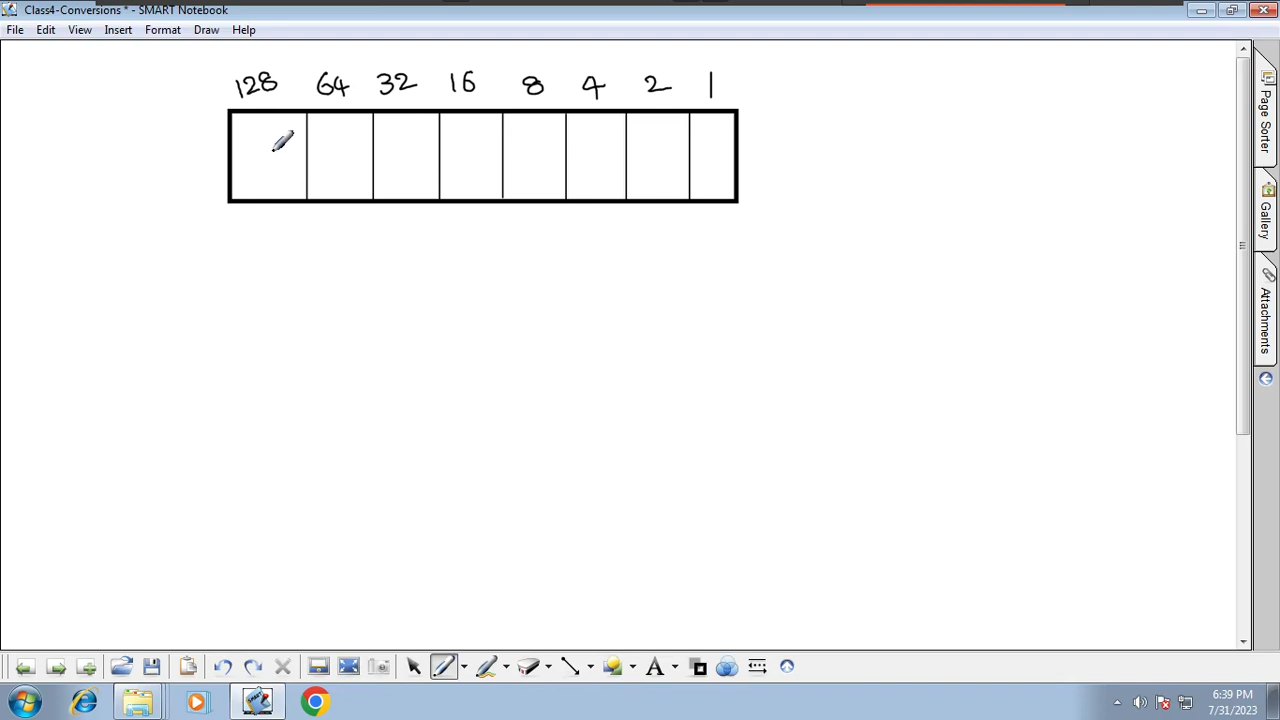 Class4-Conversions * - SMART Notebook
File Edit View Insert Format Draw Help
128 64 32 16 8 4 2 1
Page Sorter
Gallery
Attachments
A
6:39 PM
7/31/2023